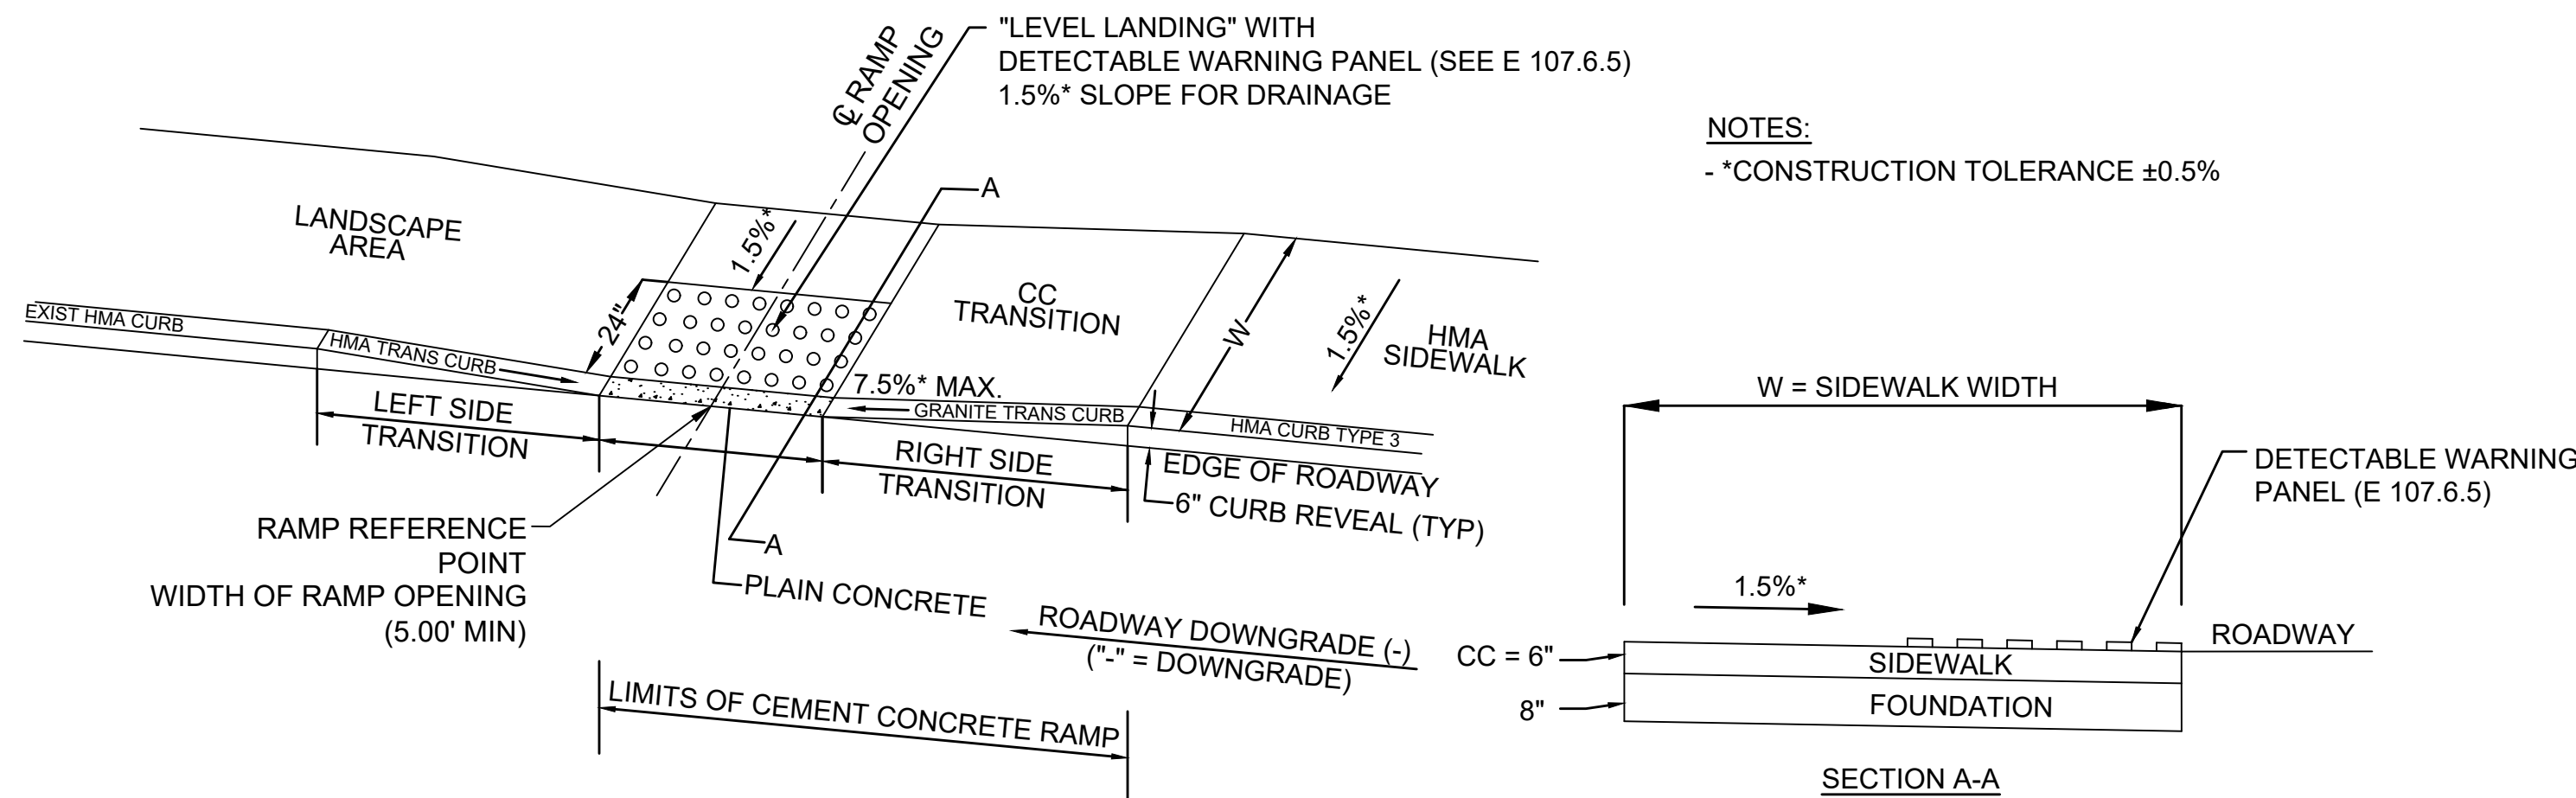 "LEVEL LANDING" WITH
DETECTABLE WARNING PANEL (SEE E 107.6.5)
1.5%* SLOPE FOR DRAINAGE
℄ RAMP
OPENING
NOTES:
- *CONSTRUCTION TOLERANCE ±0.5%
A
LANDSCAPE
AREA
1.5%*
24"
CC
TRANSITION
W
1.5%*
HMA
SIDEWALK
EXIST HMA CURB
HMA TRANS CURB
7.5%* MAX.
GRANITE TRANS CURB
HMA CURB TYPE 3
LEFT SIDE
TRANSITION
RIGHT SIDE
TRANSITION
EDGE OF ROADWAY
6" CURB REVEAL (TYP)
RAMP REFERENCE
POINT
WIDTH OF RAMP OPENING
(5.00' MIN)
A
PLAIN CONCRETE
ROADWAY DOWNGRADE (-)
("-" = DOWNGRADE)
LIMITS OF CEMENT CONCRETE RAMP
W = SIDEWALK WIDTH
DETECTABLE WARNING
PANEL (E 107.6.5)
1.5%*
ROADWAY
CC = 6"
SIDEWALK
8"
FOUNDATION
SECTION A-A